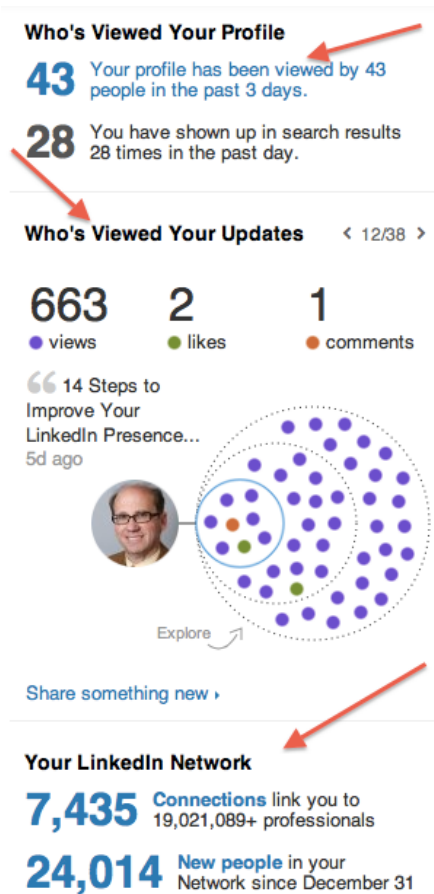 Who's Viewed Your Profile
43 Your profile has been viewed by 43
people in the past 3 days.
28 You have shown up in search results
28 times in the past day.
Who's Viewed Your Updates < 12/38 >
663 2 1
views likes comments
14 Steps to
Improve Your
LinkedIn Presence...
5d ago
Explore
Share something new
Your LinkedIn Network
7,435 Connections link you to
19,021,089+ professionals
24,014 New people in your
Network since December 31